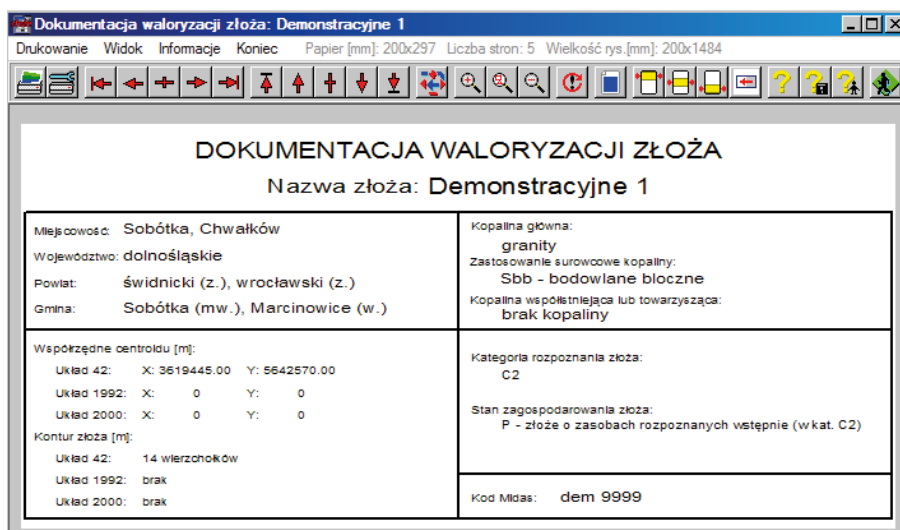 Dokumentacja waloryzacji złoża: Demonstracyjne 1
Drukowanie Widok Informacje Koniec Papier [mm]: 200x297 Liczba stron: 5 Wielkość rys.[mm]: 200x1484
DOKUMENTACJA WALORYZACJI ZŁOŻA
Nazwa złoża: Demonstracyjne 1
Miejscowość: Sobótka, Chwałków
Województwo: dolnośląskie
Powiat: świdnicki (z.), wrocławski (z.)
Gmina: Sobótka (mw.), Marcinowice (w.)
Kopalina główna:
granity
Zastosowanie surowcowe kopaliny:
Sbb - bodowlane bloczne
Kopalina współistniejąca lub towarzysząca:
brak kopaliny
Współrzędne centroidu [m]:
Układ 42: X: 3619445.00 Y: 5642570.00
Układ 1992: X: 0 Y: 0
Układ 2000: X: 0 Y: 0
Kontur złoża [m]:
Układ 42: 14 wierzchołków
Układ 1992: brak
Układ 2000: brak
Kategoria rozpoznania złoża:
C2
Stan zagospodarowania złoża:
P - złoże o zasobach rozpoznanych wstępnie (w kat. C2)
Kod Midas: dem 9999